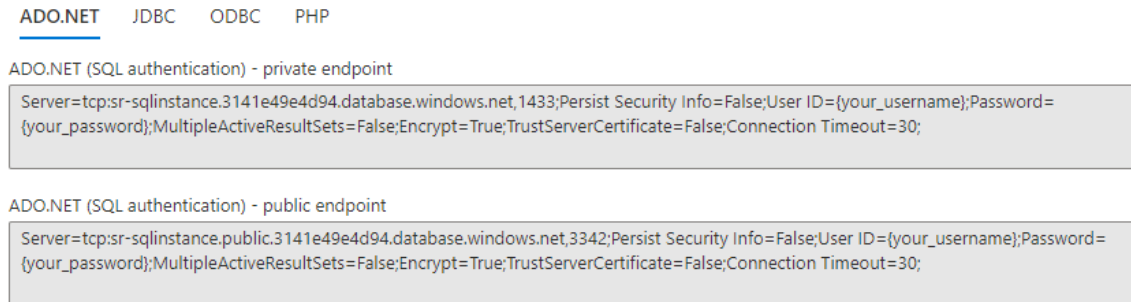 ADO.NET JDBC ODBC PHP
ADO.NET (SQL authentication) - private endpoint
Server=tcp:sr-sqlinstance.3141e49e4d94.database.windows.net,1433;Persist Security Info=False;User ID={your_username};Password=
{your_password};MultipleActiveResultSets=False;Encrypt=True;TrustServerCertificate=False;Connection Timeout=30;
ADO.NET (SQL authentication) - public endpoint
Server=tcp:sr-sqlinstance.public.3141e49e4d94.database.windows.net,3342;Persist Security Info=False;User ID={your_username};Password=
{your_password};MultipleActiveResultSets=False;Encrypt=True;TrustServerCertificate=False;Connection Timeout=30;